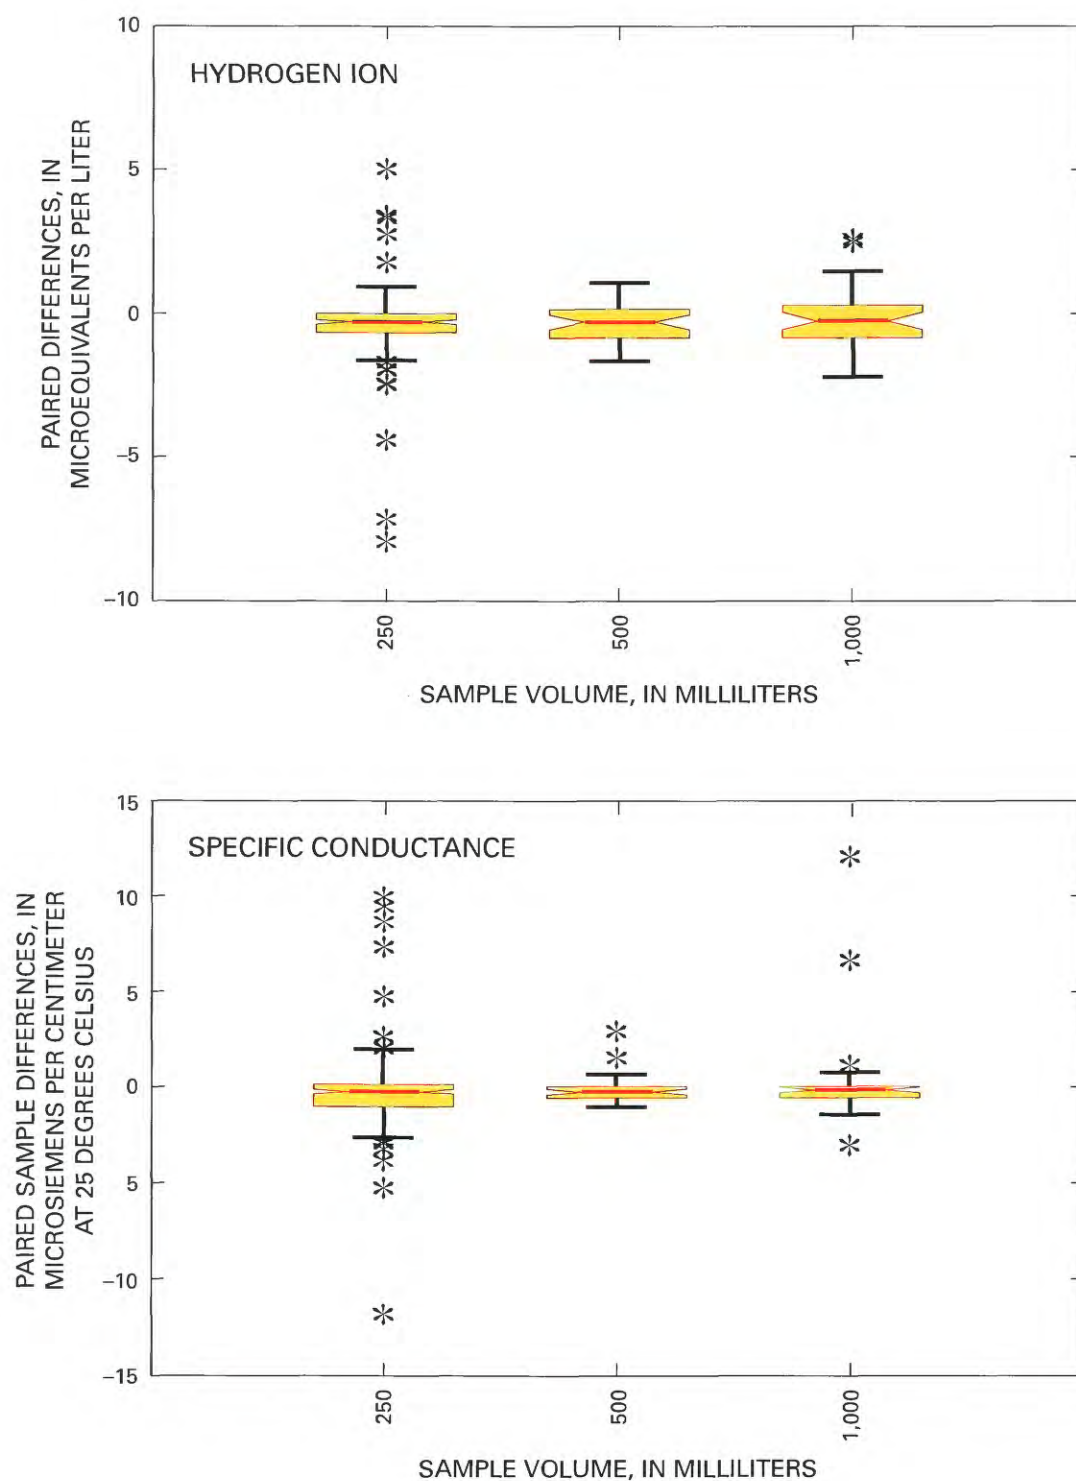 10
HYDROGEN ION
5
0
–5
–10
PAIRED DIFFERENCES, IN
MICROEQUIVALENTS PER LITER
250
500
1,000
SAMPLE VOLUME, IN MILLILITERS
15
SPECIFIC CONDUCTANCE
10
5
0
5
–10
–15
PAIRED SAMPLE DIFFERENCES, IN
MICROSIEMENS PER CENTIMETER
AT 25 DEGREES CELSIUS
250
500
1,000
SAMPLE VOLUME, IN MILLILITERS